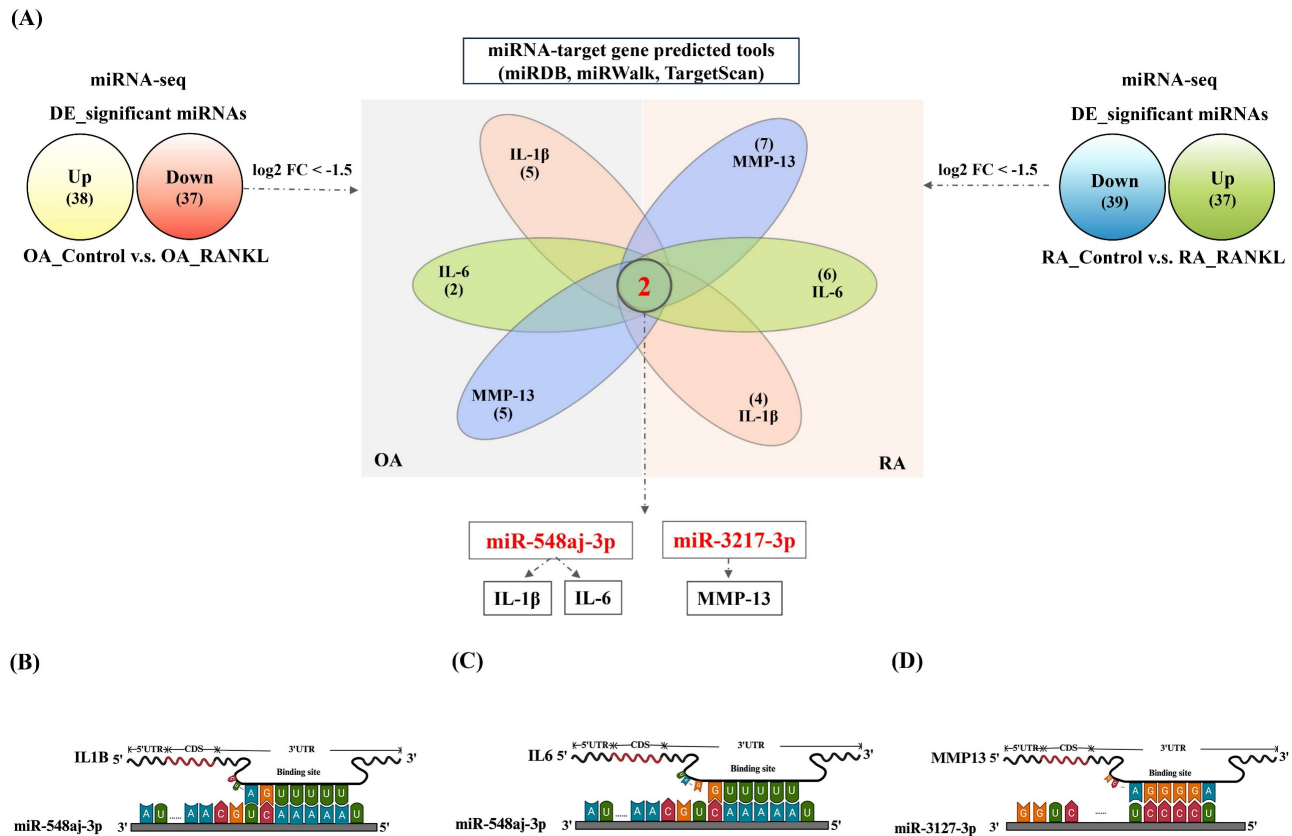 (A)
miRNA-target gene predicted tools
(miRDB, miRWalk, TargetScan)
miRNA-seq
DE_significant miRNAs
Up
(38)
Down
(37)
log2 FC < -1.5
OA_Control v.s. OA_RANKL
miRNA-seq
DE_significant miRNAs
log2 FC < -1.5
Down
(39)
Up
(37)
RA_Control v.s. RA_RANKL
IL-1β
(5)
(7)
MMP-13
IL-6
(2)
2
(6)
IL-6
MMP-13
(5)
(4)
IL-1β
OA
RA
miR-548aj-3p
miR-3217-3p
IL-1β
IL-6
MMP-13
(B)
IL1B 5' 5'UTR CDS 3'UTR 3'
Binding site
A G U U U U U
A U ...... A A C G U C A A A A A U
miR-548aj-3p 3' 5'
(C)
IL6 5' 5'UTR CDS 3'UTR 3'
Binding site
G U U U U U
A U ...... A A C G U C A A A A A U
miR-548aj-3p 3' 5'
(D)
MMP13 5' 5'UTR CDS 3'UTR 3'
Binding site
A G G G G A
G G U C ...... U C C C C U
miR-3127-3p 3' 5'